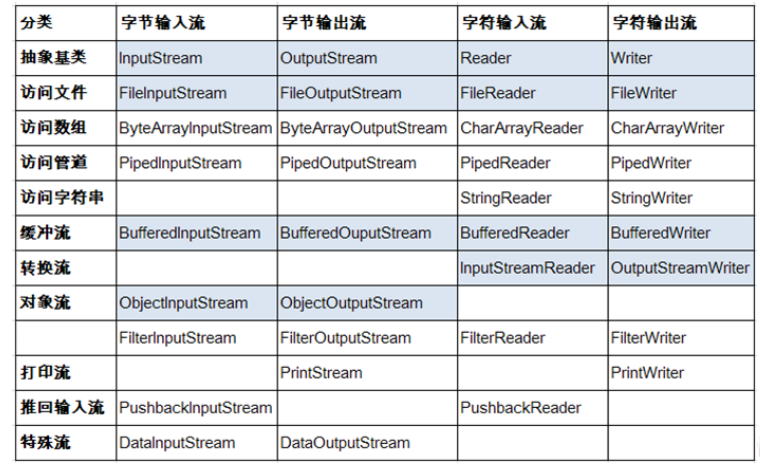 分类 字节输入流 字节输出流 字符输入流 字符输出流
抽象基类 InputStream OutputStream Reader Writer
访问文件 FileInputStream FileOutputStream FileReader FileWriter
访问数组 ByteArrayInputStream ByteArrayOutputStream CharArrayReader CharArrayWriter
访问管道 PipedInputStream PipedOutputStream PipedReader PipedWriter
访问字符串 StringReader StringWriter
缓冲流 BufferedInputStream BufferedOuputStream BufferedReader BufferedWriter
转换流 InputStreamReader OutputStreamWriter
对象流 ObjectInputStream ObjectOutputStream
FilterInputStream FilterOutputStream FilterReader FilterWriter
打印流 PrintStream PrintWriter
推回输入流 PushbackInputStream PushbackReader
特殊流 DataInputStream DataOutputStream